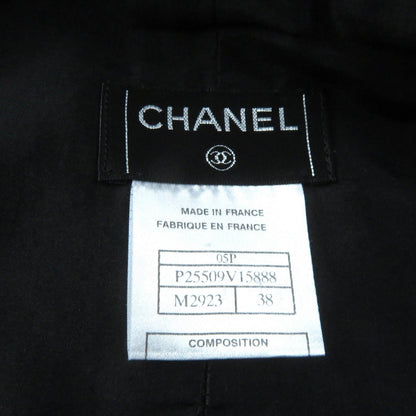 CHANEL
MADE IN FRANCE
FABRIQUE EN FRANCE
05P
P25509V15888
M2923 38
COMPOSITION